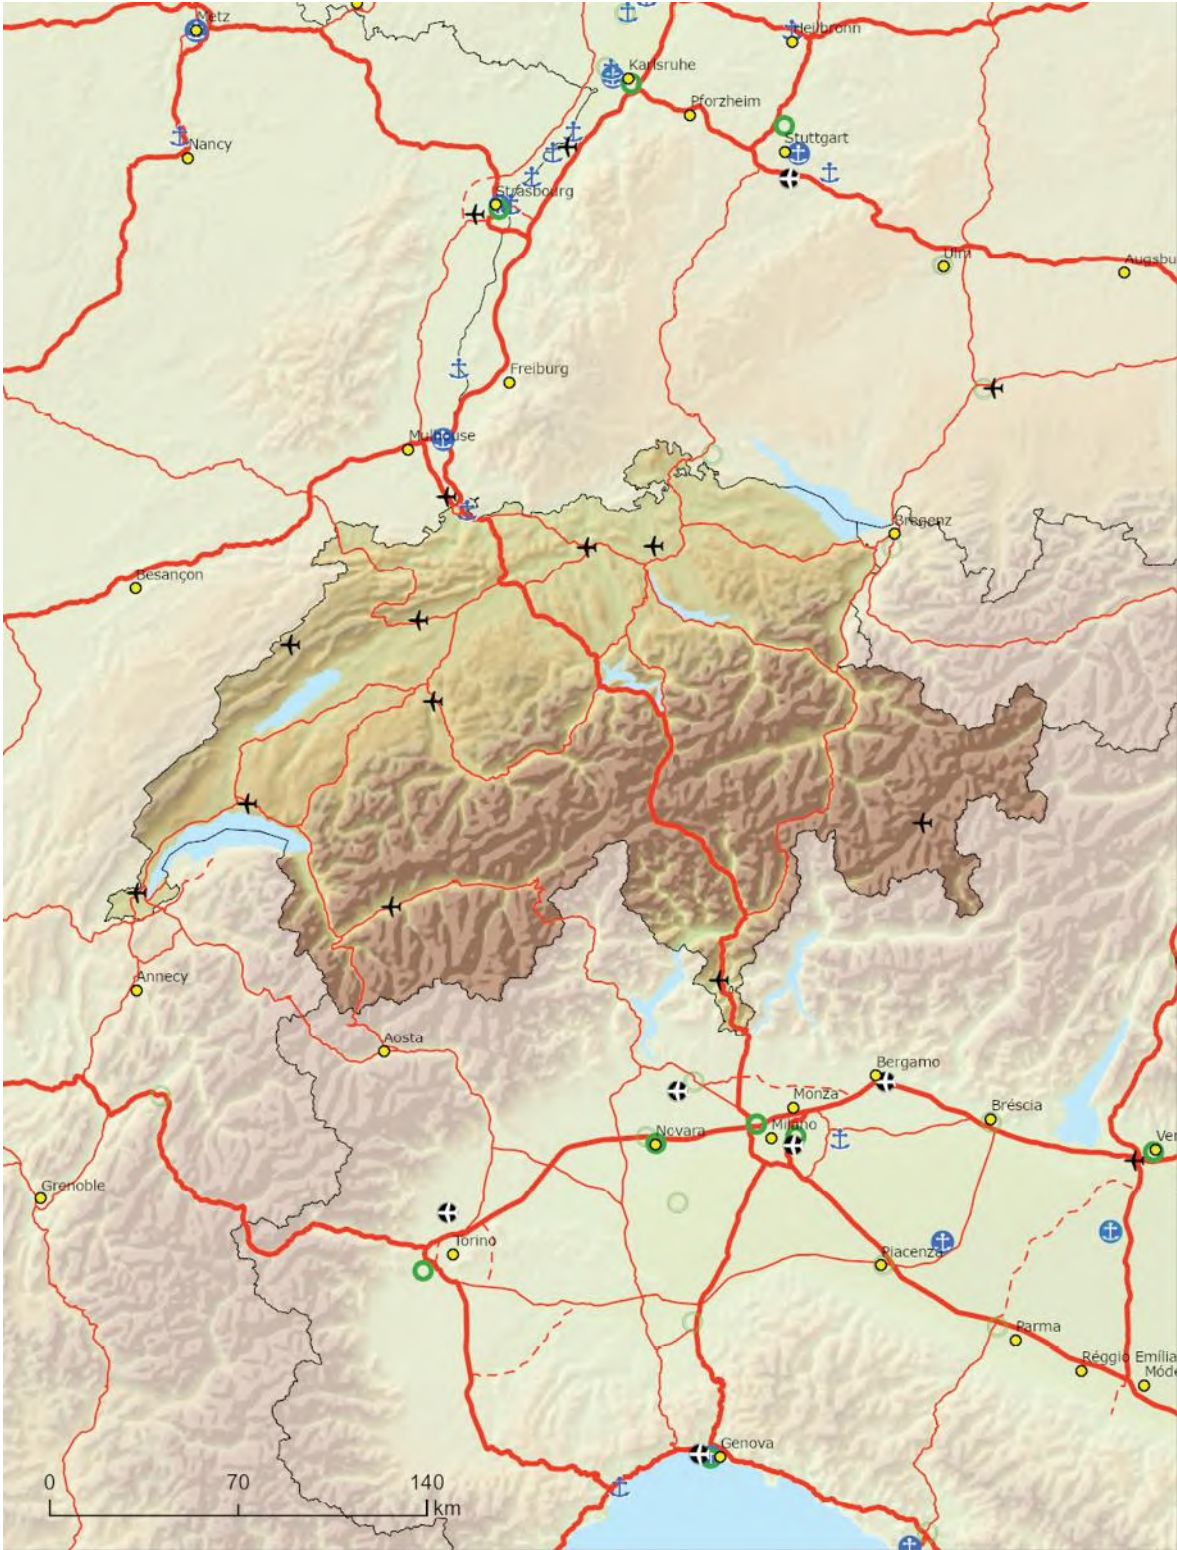 Metz
Heilbronn
Karlsruhe
Pforzheim
Stuttgart
Nancy
Strasbourg
Ulm
Augsbu
Freiburg
Mulhouse
Bregenz
Besançon
Annecy
Aosta
Bergamo
Monza
Bréscia
Milano
Novara
Ver
Grenoble
Torino
Piacenza
Parma
Réggio Emília
Móde
Genova
0 70 140
km